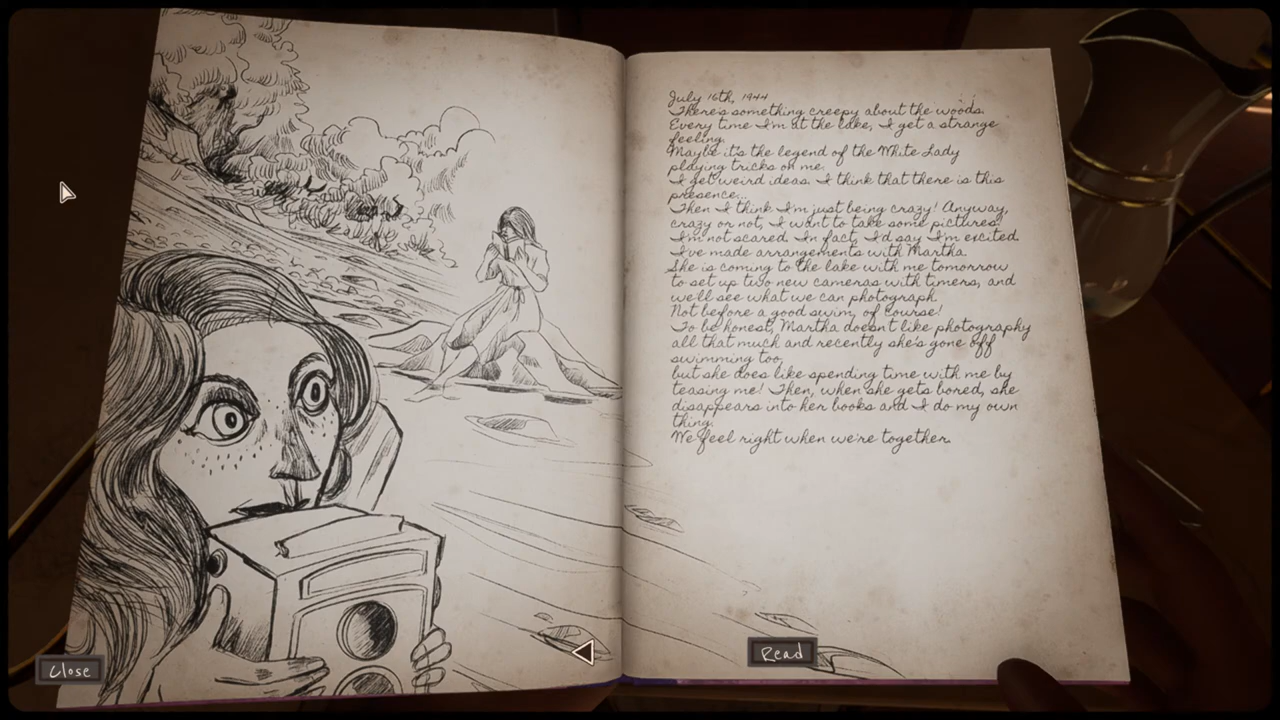 July 16th, 1944
There's something creepy about the woods.
Every time I'm at the lake, I get a strange
feeling.
Maybe it's the legend of the White Lady
playing tricks on me.
I get weird ideas. I think that there is this
presence...
Then I think I'm just being crazy! Anyway,
crazy or not, I want to take some pictures.
I'm not scared. In fact, I'd say I'm excited.
I've made arrangements with Martha.
She is coming to the lake with me tomorrow
to set up two new cameras with timers, and
we'll see what we can photograph.
Not before a good swim, of course!
To be honest, Martha doesn't like photography
all that much and recently she's gone off
swimming too,
but she does like spending time with me by
teasing me! Then, when she gets bored, she
disappears into her books and I do my own
thing.
We feel right when we're together.
Read
Close